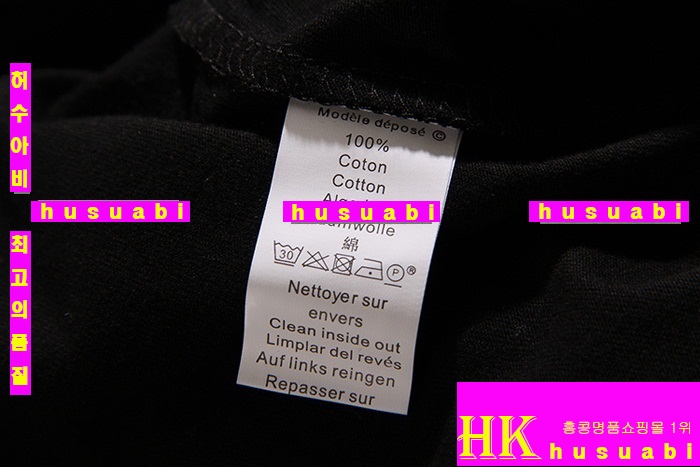 허수아비
최고의품질
Modèle déposé ©
100%
Coton
Cotton
husuabi
husuabi
husuabi
綿
30
P
®
Nettoyer sur
envers
Clean inside out
Limpiar del revés
Auf links reingen
Repasser sur
HK
홍콩명품쇼핑몰 1위
husuabi